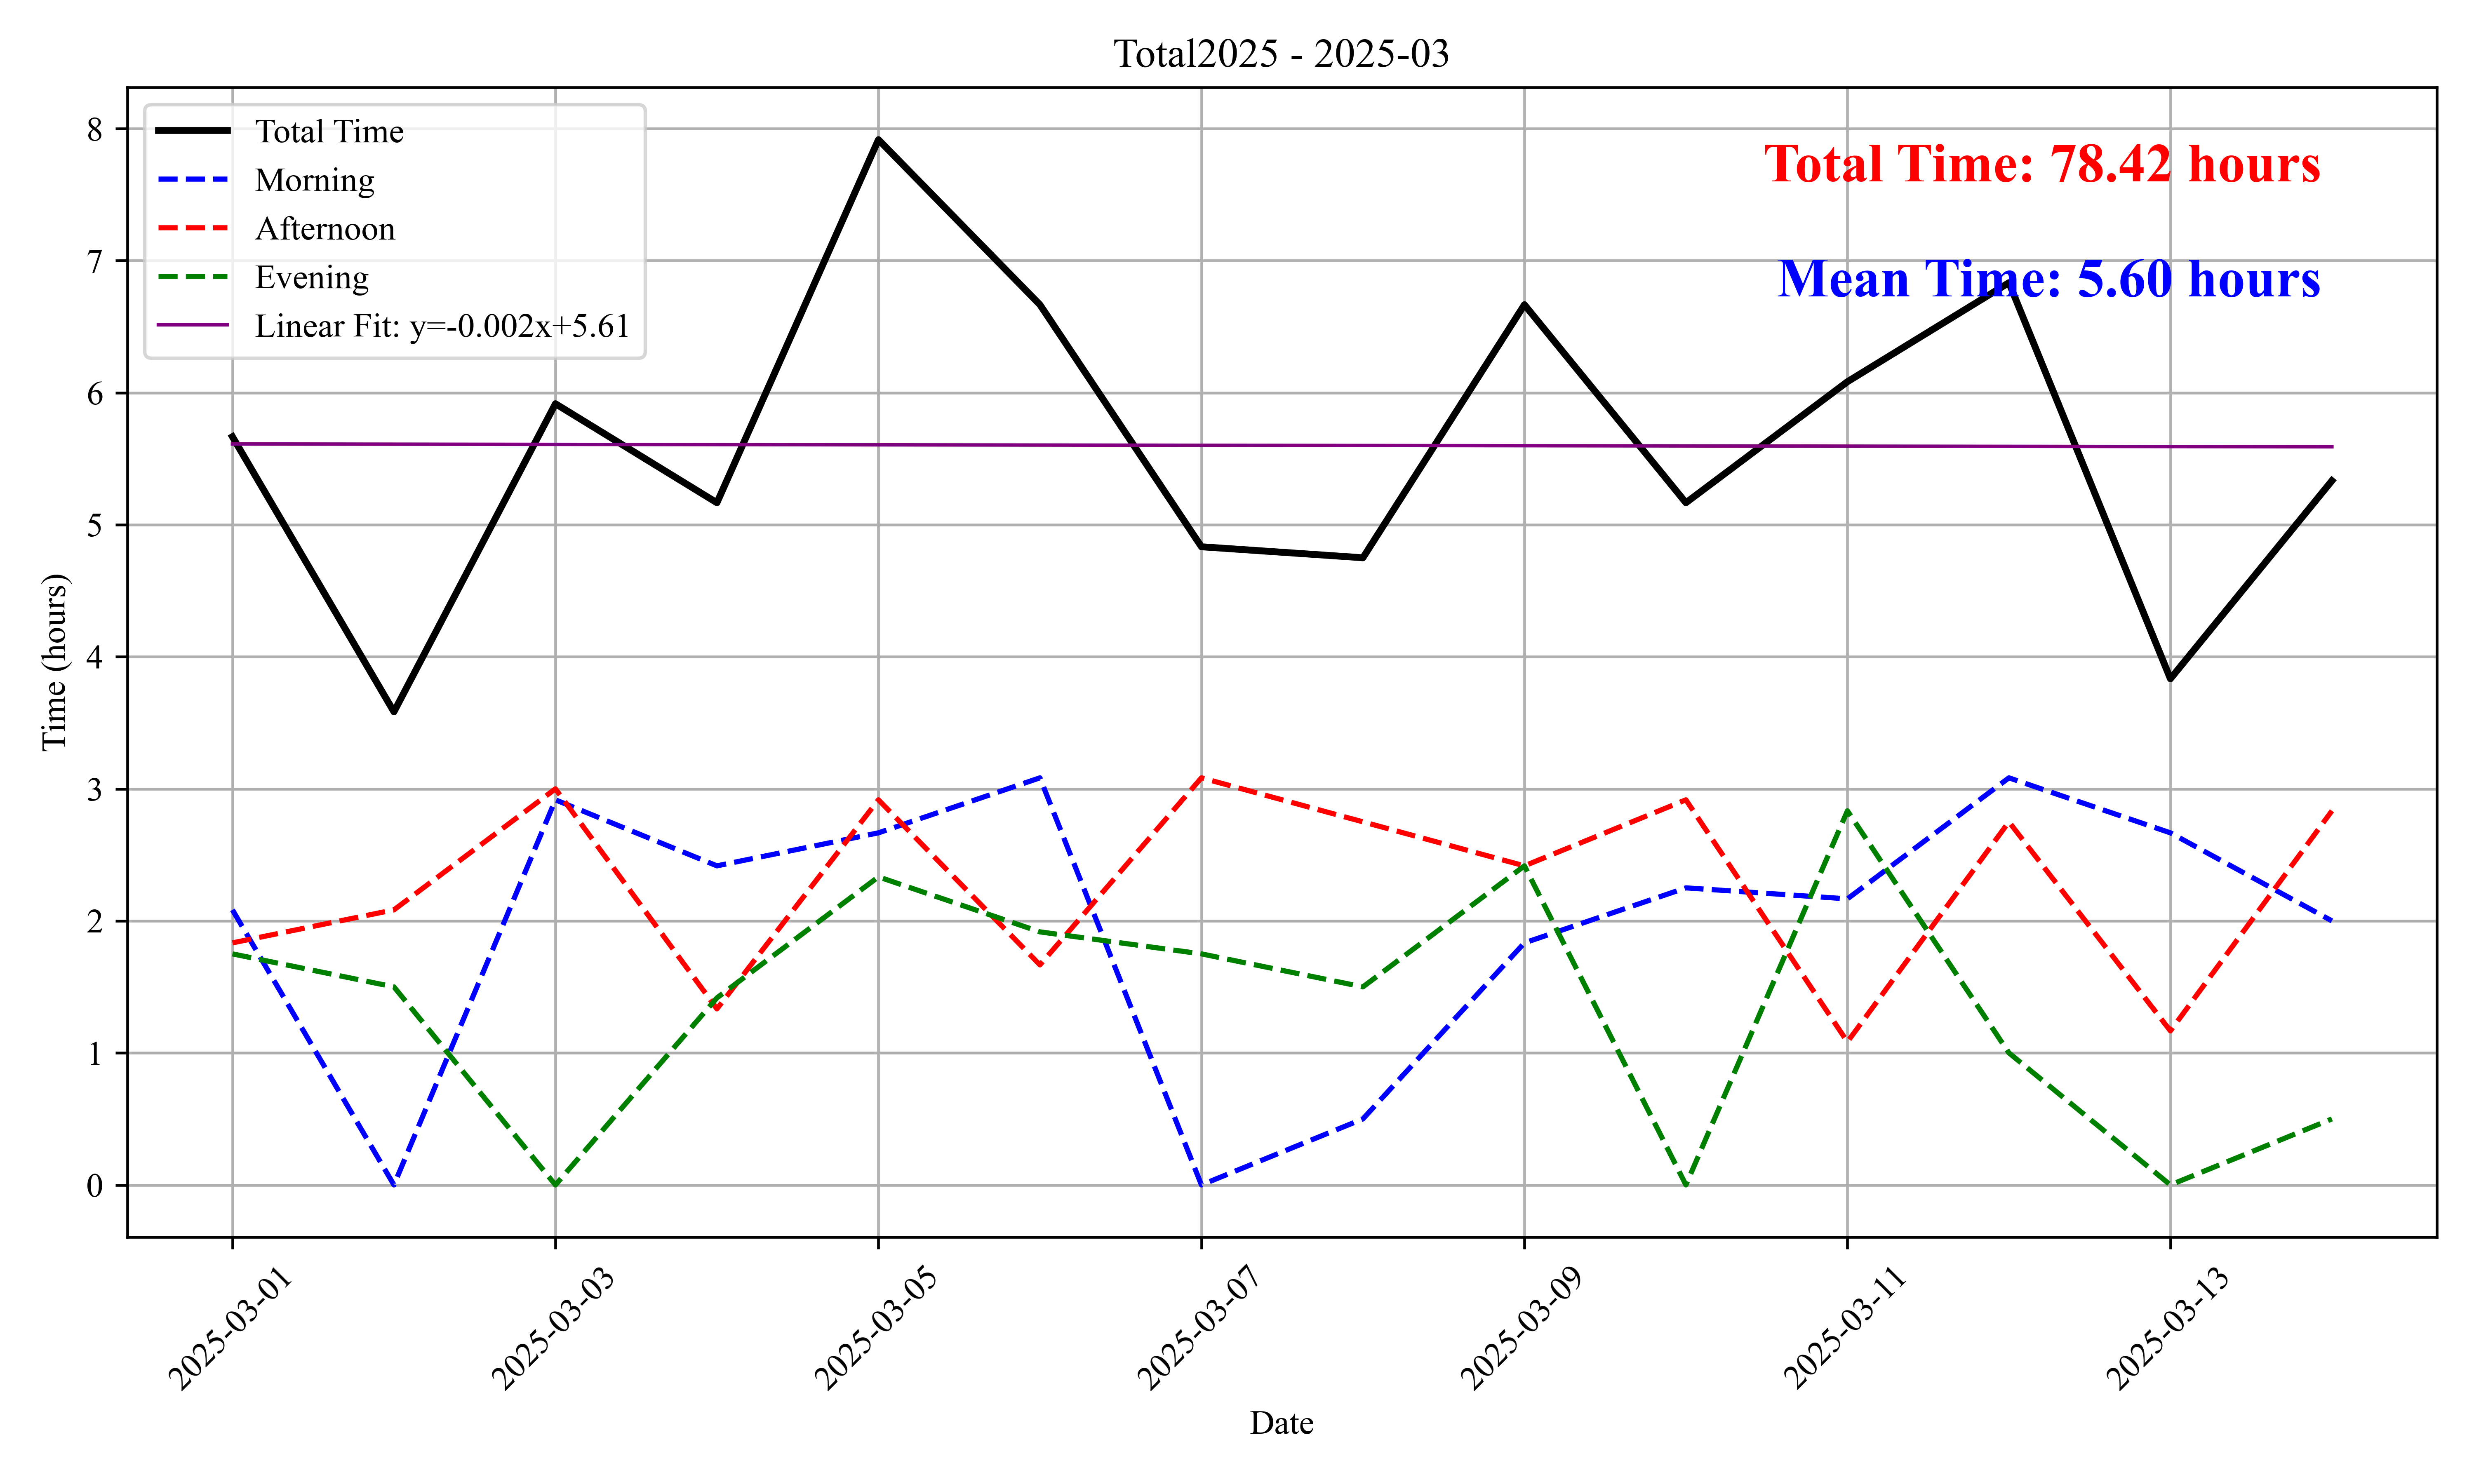 Total2025 - 2025-03
Total Time
Morning
Afternoon
Evening
Linear Fit: y=-0.002x+5.61
Total Time: 78.42 hours
Mean Time: 5.60 hours
8
7
6
5
4
3
2
1
0
Time (hours)
2025-03-01
2025-03-03
2025-03-05
2025-03-07
2025-03-09
2025-03-11
2025-03-13
Date